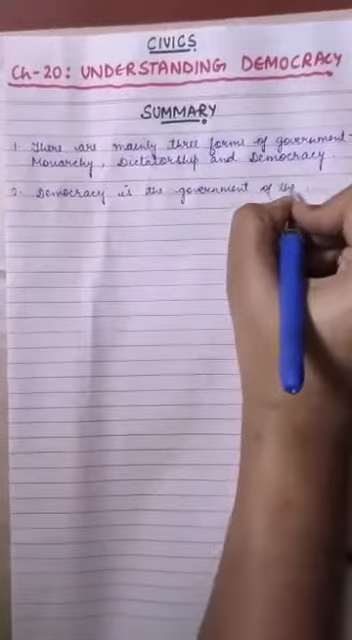 CIVICS
Ch-20: UNDERSTANDING DEMOCRACY
SUMMARY
1. There are mainly three forms of government-
Monarchy, Dictatorship and Democracy.
2. Democracy is the government of the